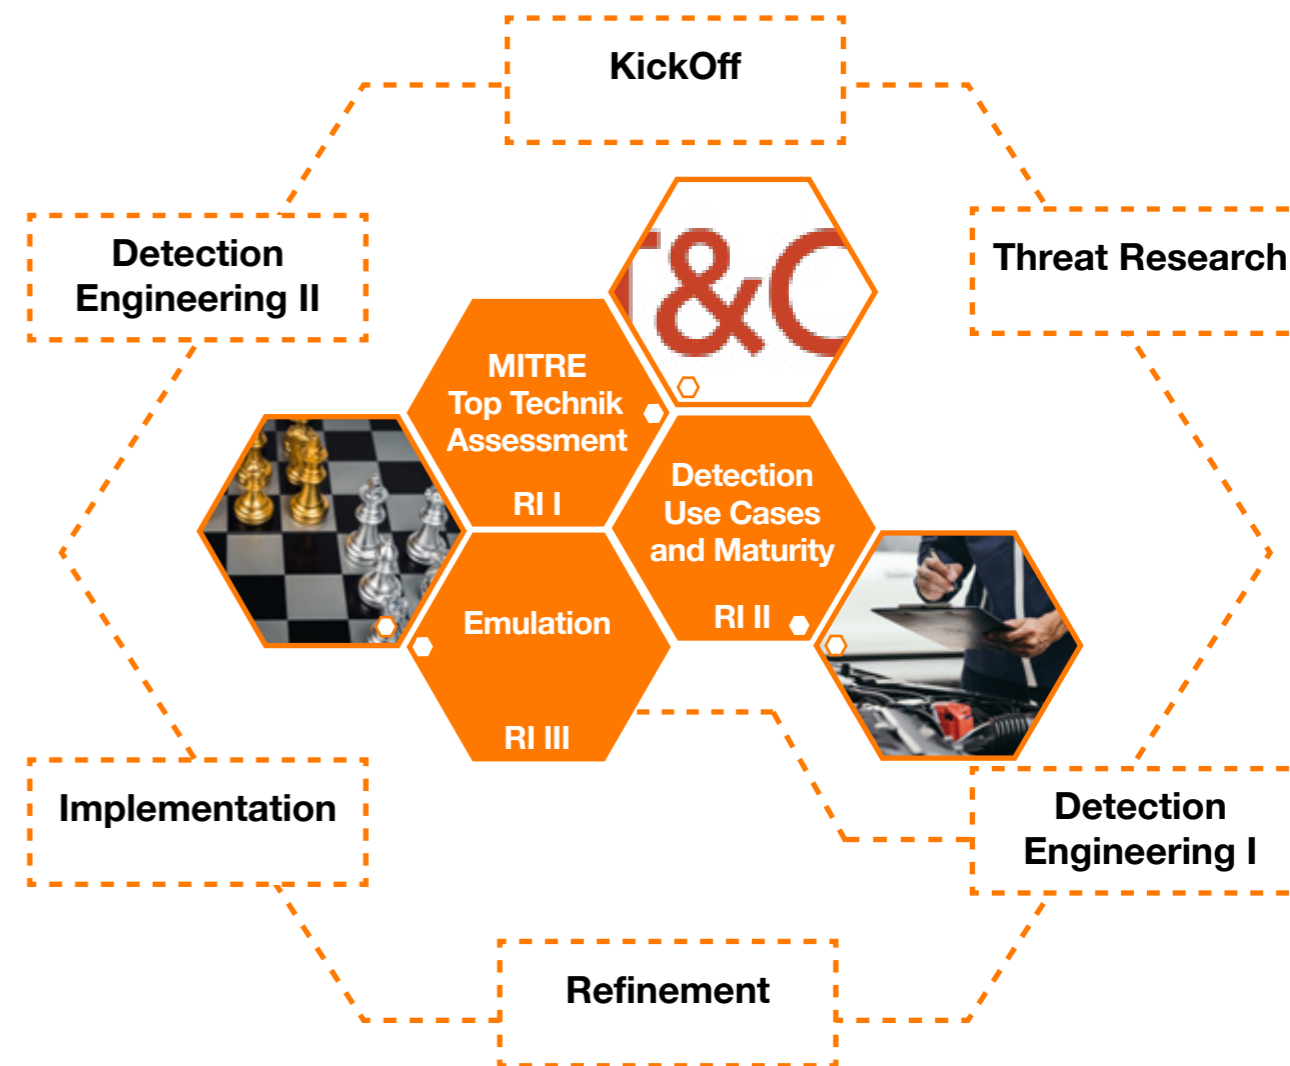 KickOff
Detection
Engineering II
Threat Research
T&C
MITRE
Top Technik
Assessment
RI I
Detection
Use Cases
and Maturity
RI II
Emulation
RI III
Implementation
Detection
Engineering I
Refinement